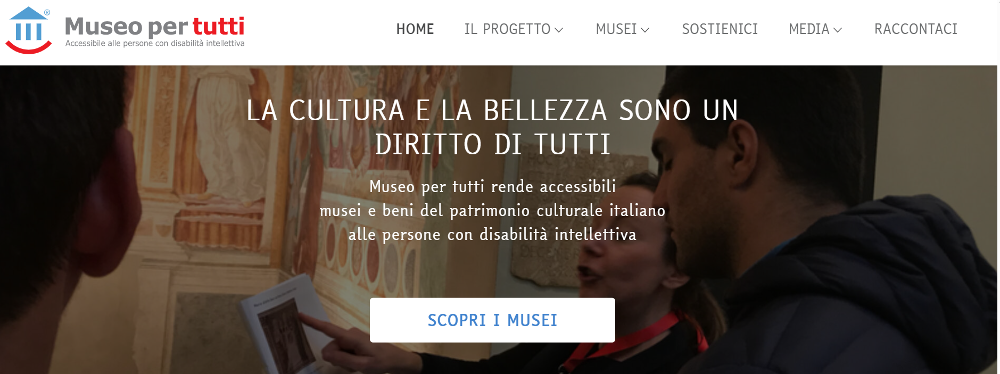 Museo per tutti ®
Accessibile alle persone con disabilità intellettiva
HOME IL PROGETTO MUSEI SOSTIENICI MEDIA RACCONTACI
LA CULTURA E LA BELLEZZA SONO UN
DIRITTO DI TUTTI
Museo per tutti rende accessibili
musei e beni del patrimonio culturale italiano
alle persone con disabilità intellettiva
SCOPRI I MUSEI